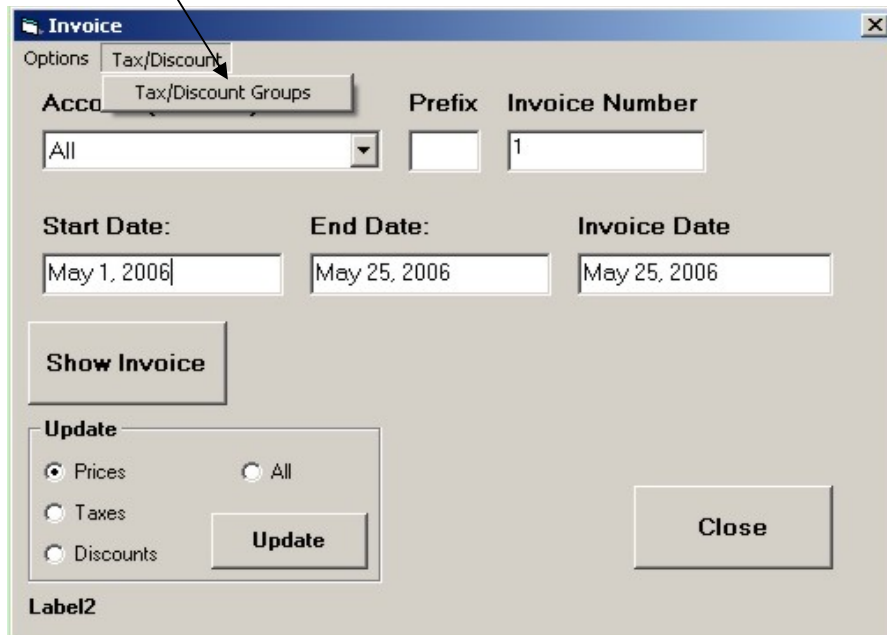 Invoice
Options Tax/Discount
Tax/Discount Groups
Prefix Invoice Number
All 1
Start Date: End Date: Invoice Date
May 1, 2006 May 25, 2006 May 25, 2006
Show Invoice
Update
Prices All
Taxes
Discounts Update
Close
Label2